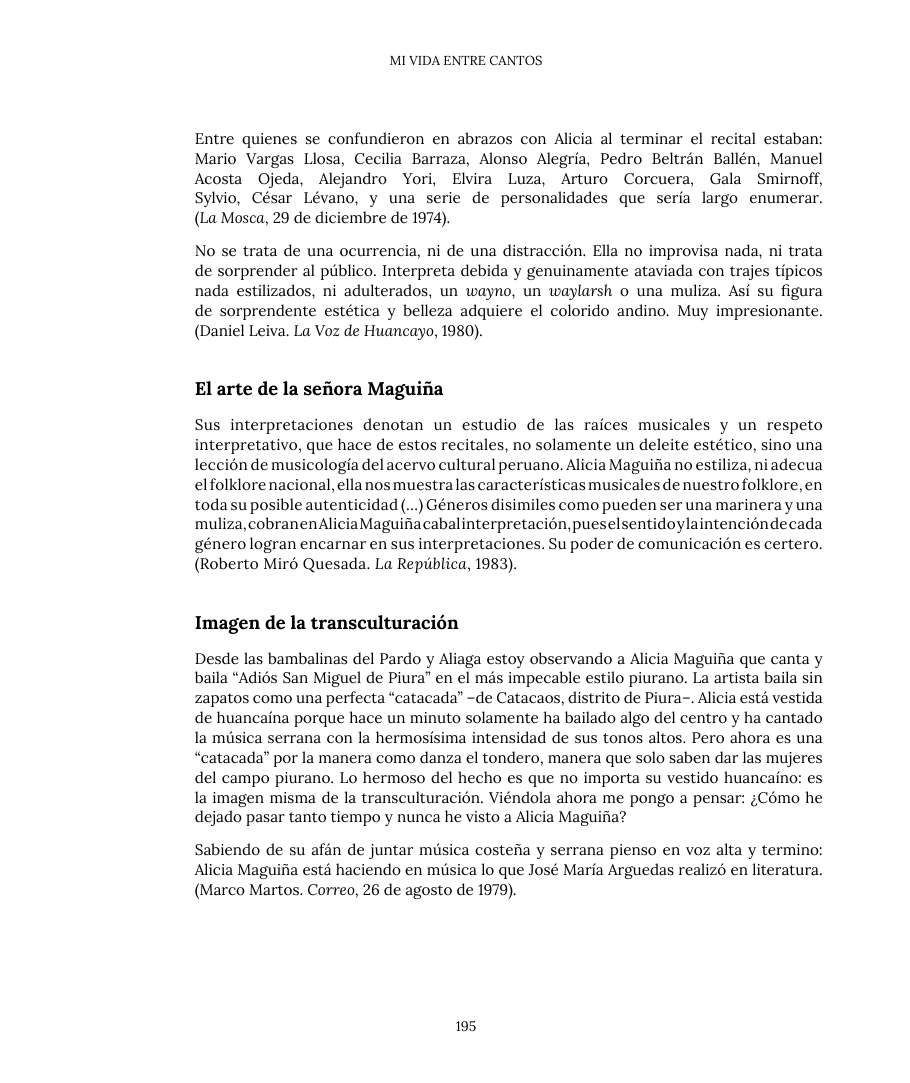 MI VIDA ENTRE CANTOS
Entre quienes se confundieron en abrazos con Alicia al terminar el recital estaban:
Mario Vargas Llosa, Cecilia Barraza, Alonso Alegría, Pedro Beltrán Ballén, Manuel
Acosta Ojeda, Alejandro Yori, Elvira Luza, Arturo Corcuera, Gala Smirnoff,
Sylvio, César Lévano, y una serie de personalidades que sería largo enumerar.
(La Mosca, 29 de diciembre de 1974).
No se trata de una ocurrencia, ni de una distracción. Ella no improvisa nada, ni trata
de sorprender al público. Interpreta debida y genuinamente ataviada con trajes típicos
nada estilizados, ni adulterados, un wayno, un waylarsh o una muliza. Así su figura
de sorprendente estética y belleza adquiere el colorido andino. Muy impresionante.
(Daniel Leiva. La Voz de Huancayo, 1980).
El arte de la señora Maguiña
Sus interpretaciones denotan un estudio de las raíces musicales y un respeto
interpretativo, que hace de estos recitales, no solamente un deleite estético, sino una
lección de musicología del acervo cultural peruano. Alicia Maguiña no estiliza, ni adecua
el folklore nacional, ella nos muestra las características musicales de nuestro folklore, en
toda su posible autenticidad (...) Géneros disimiles como pueden ser una marinera y una
muliza, cobran en Alicia Maguiña cabal interpretación, pues el sentido y la intención de cada
género logran encarnar en sus interpretaciones. Su poder de comunicación es certero.
(Roberto Miró Quesada. La República, 1983).
Imagen de la transculturación
Desde las bambalinas del Pardo y Aliaga estoy observando a Alicia Maguiña que canta y
baila “Adiós San Miguel de Piura” en el más impecable estilo piurano. La artista baila sin
zapatos como una perfecta “catacada” –de Catacaos, distrito de Piura–. Alicia está vestida
de huancaína porque hace un minuto solamente ha bailado algo del centro y ha cantado
la música serrana con la hermosísima intensidad de sus tonos altos. Pero ahora es una
“catacada” por la manera como danza el tondero, manera que solo saben dar las mujeres
del campo piurano. Lo hermoso del hecho es que no importa su vestido huancaíno: es
la imagen misma de la transculturación. Viéndola ahora me pongo a pensar: ¿Cómo he
dejado pasar tanto tiempo y nunca he visto a Alicia Maguiña?
Sabiendo de su afán de juntar música costeña y serrana pienso en voz alta y termino:
Alicia Maguiña está haciendo en música lo que José María Arguedas realizó en literatura.
(Marco Martos. Correo, 26 de agosto de 1979).
195